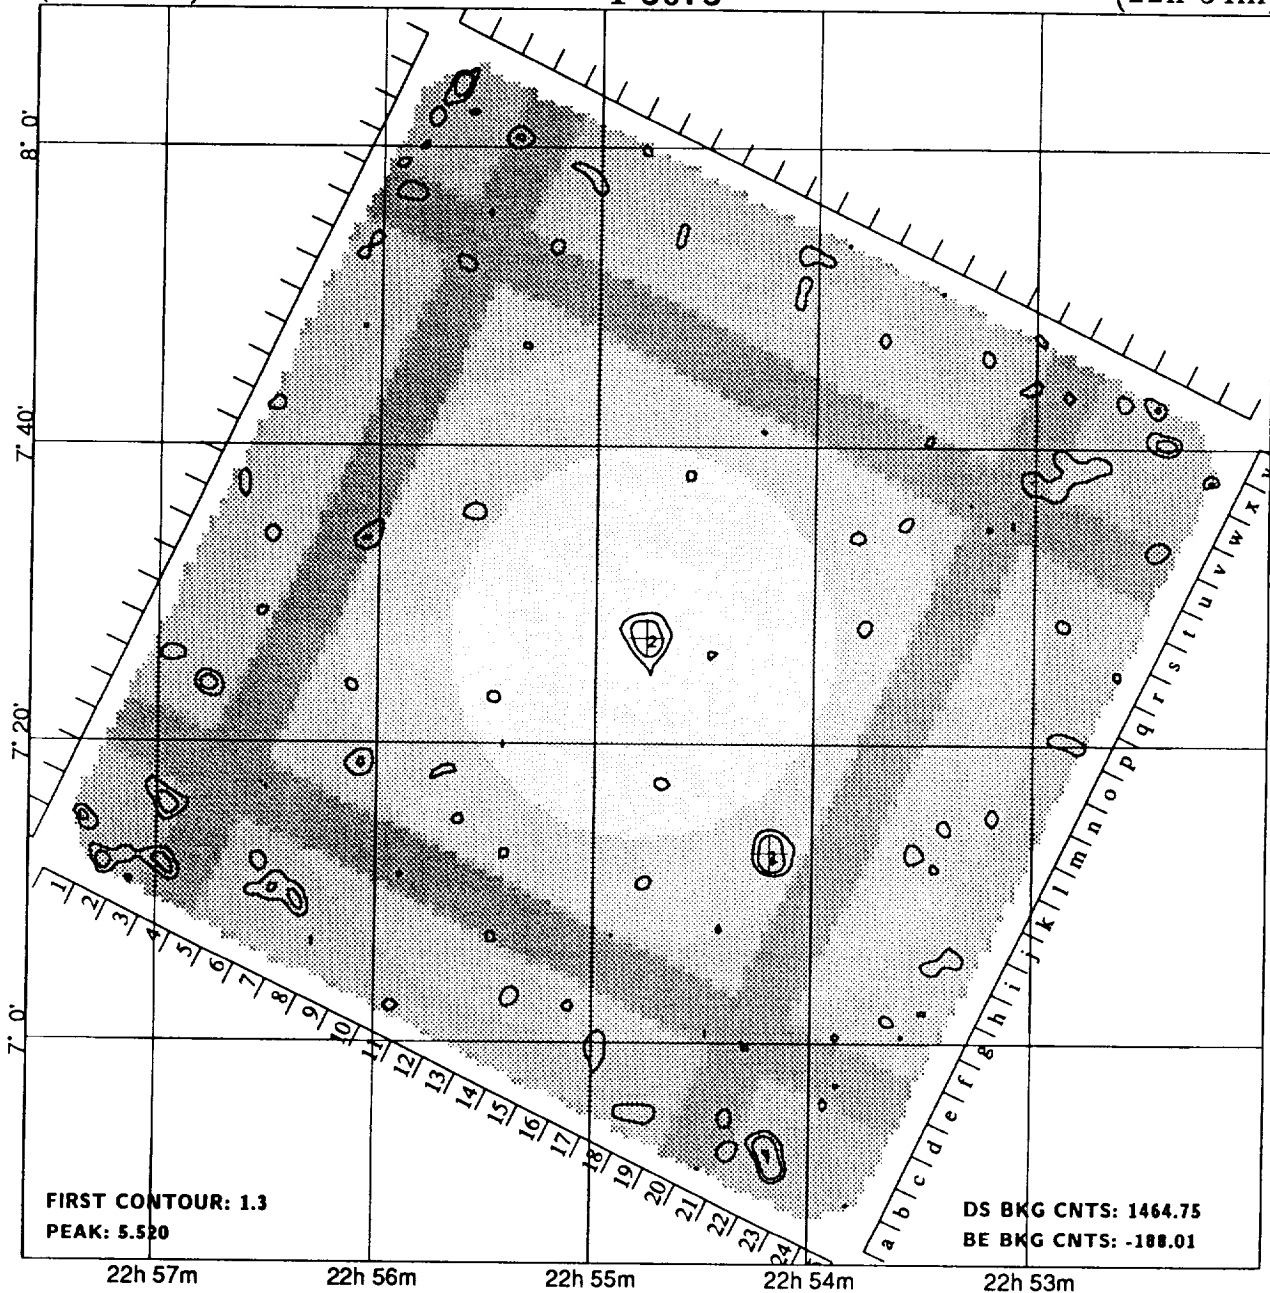 8° 0'
7° 40'
7° 20'
7° 0'
2
3
1
1 2 3 4 5 6 7 8 9 10 11 12 13 14 15 16 17 18 19 20 21 22 23 24
a b c d e f g h i j k l m n o p q r s t u v w x y
FIRST CONTOUR: 1.3
PEAK: 5.520
DS BKG CNTS: 1464.75
BE BKG CNTS: -188.01
22h 57m
22h 56m
22h 55m
22h 54m
22h 53m